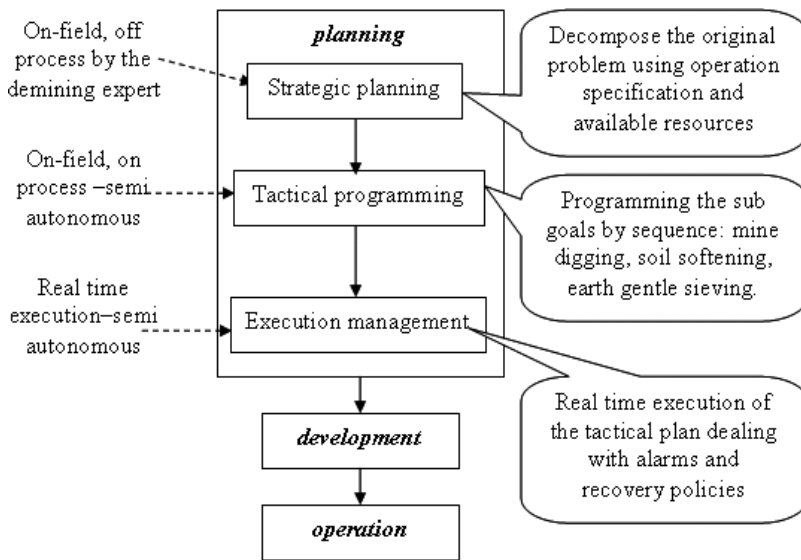 On-field, off
process by the
demining expert
planning
Strategic planning
Decompose the original
problem using operation
specification and
available resources
On-field, on
process –semi
autonomous
Tactical programming
Programming the sub
goals by sequence: mine
digging, soil softening,
earth gentle sieving.
Real time
execution–semi
autonomous
Execution management
Real time execution of
the tactical plan dealing
with alarms and
recovery policies
development
operation